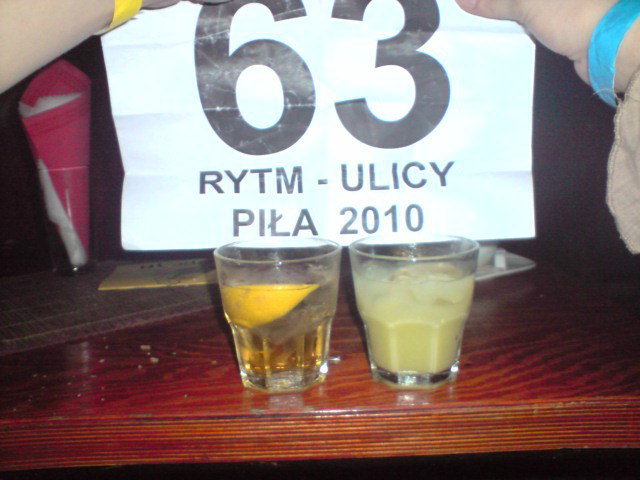 63
RYTM - ULICY
PIŁA 2010